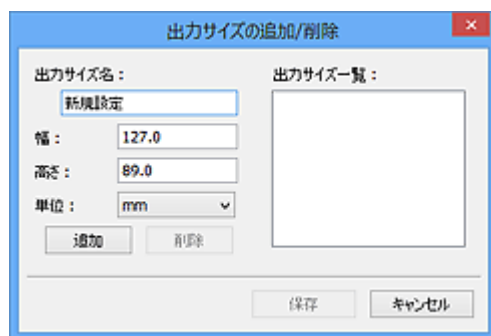 出力サイズの追加/削除
出力サイズ名：
新規設定
幅：
127.0
高さ：
89.0
単位：
mm
追加
削除
出力サイズ一覧：
保存
キャンセル